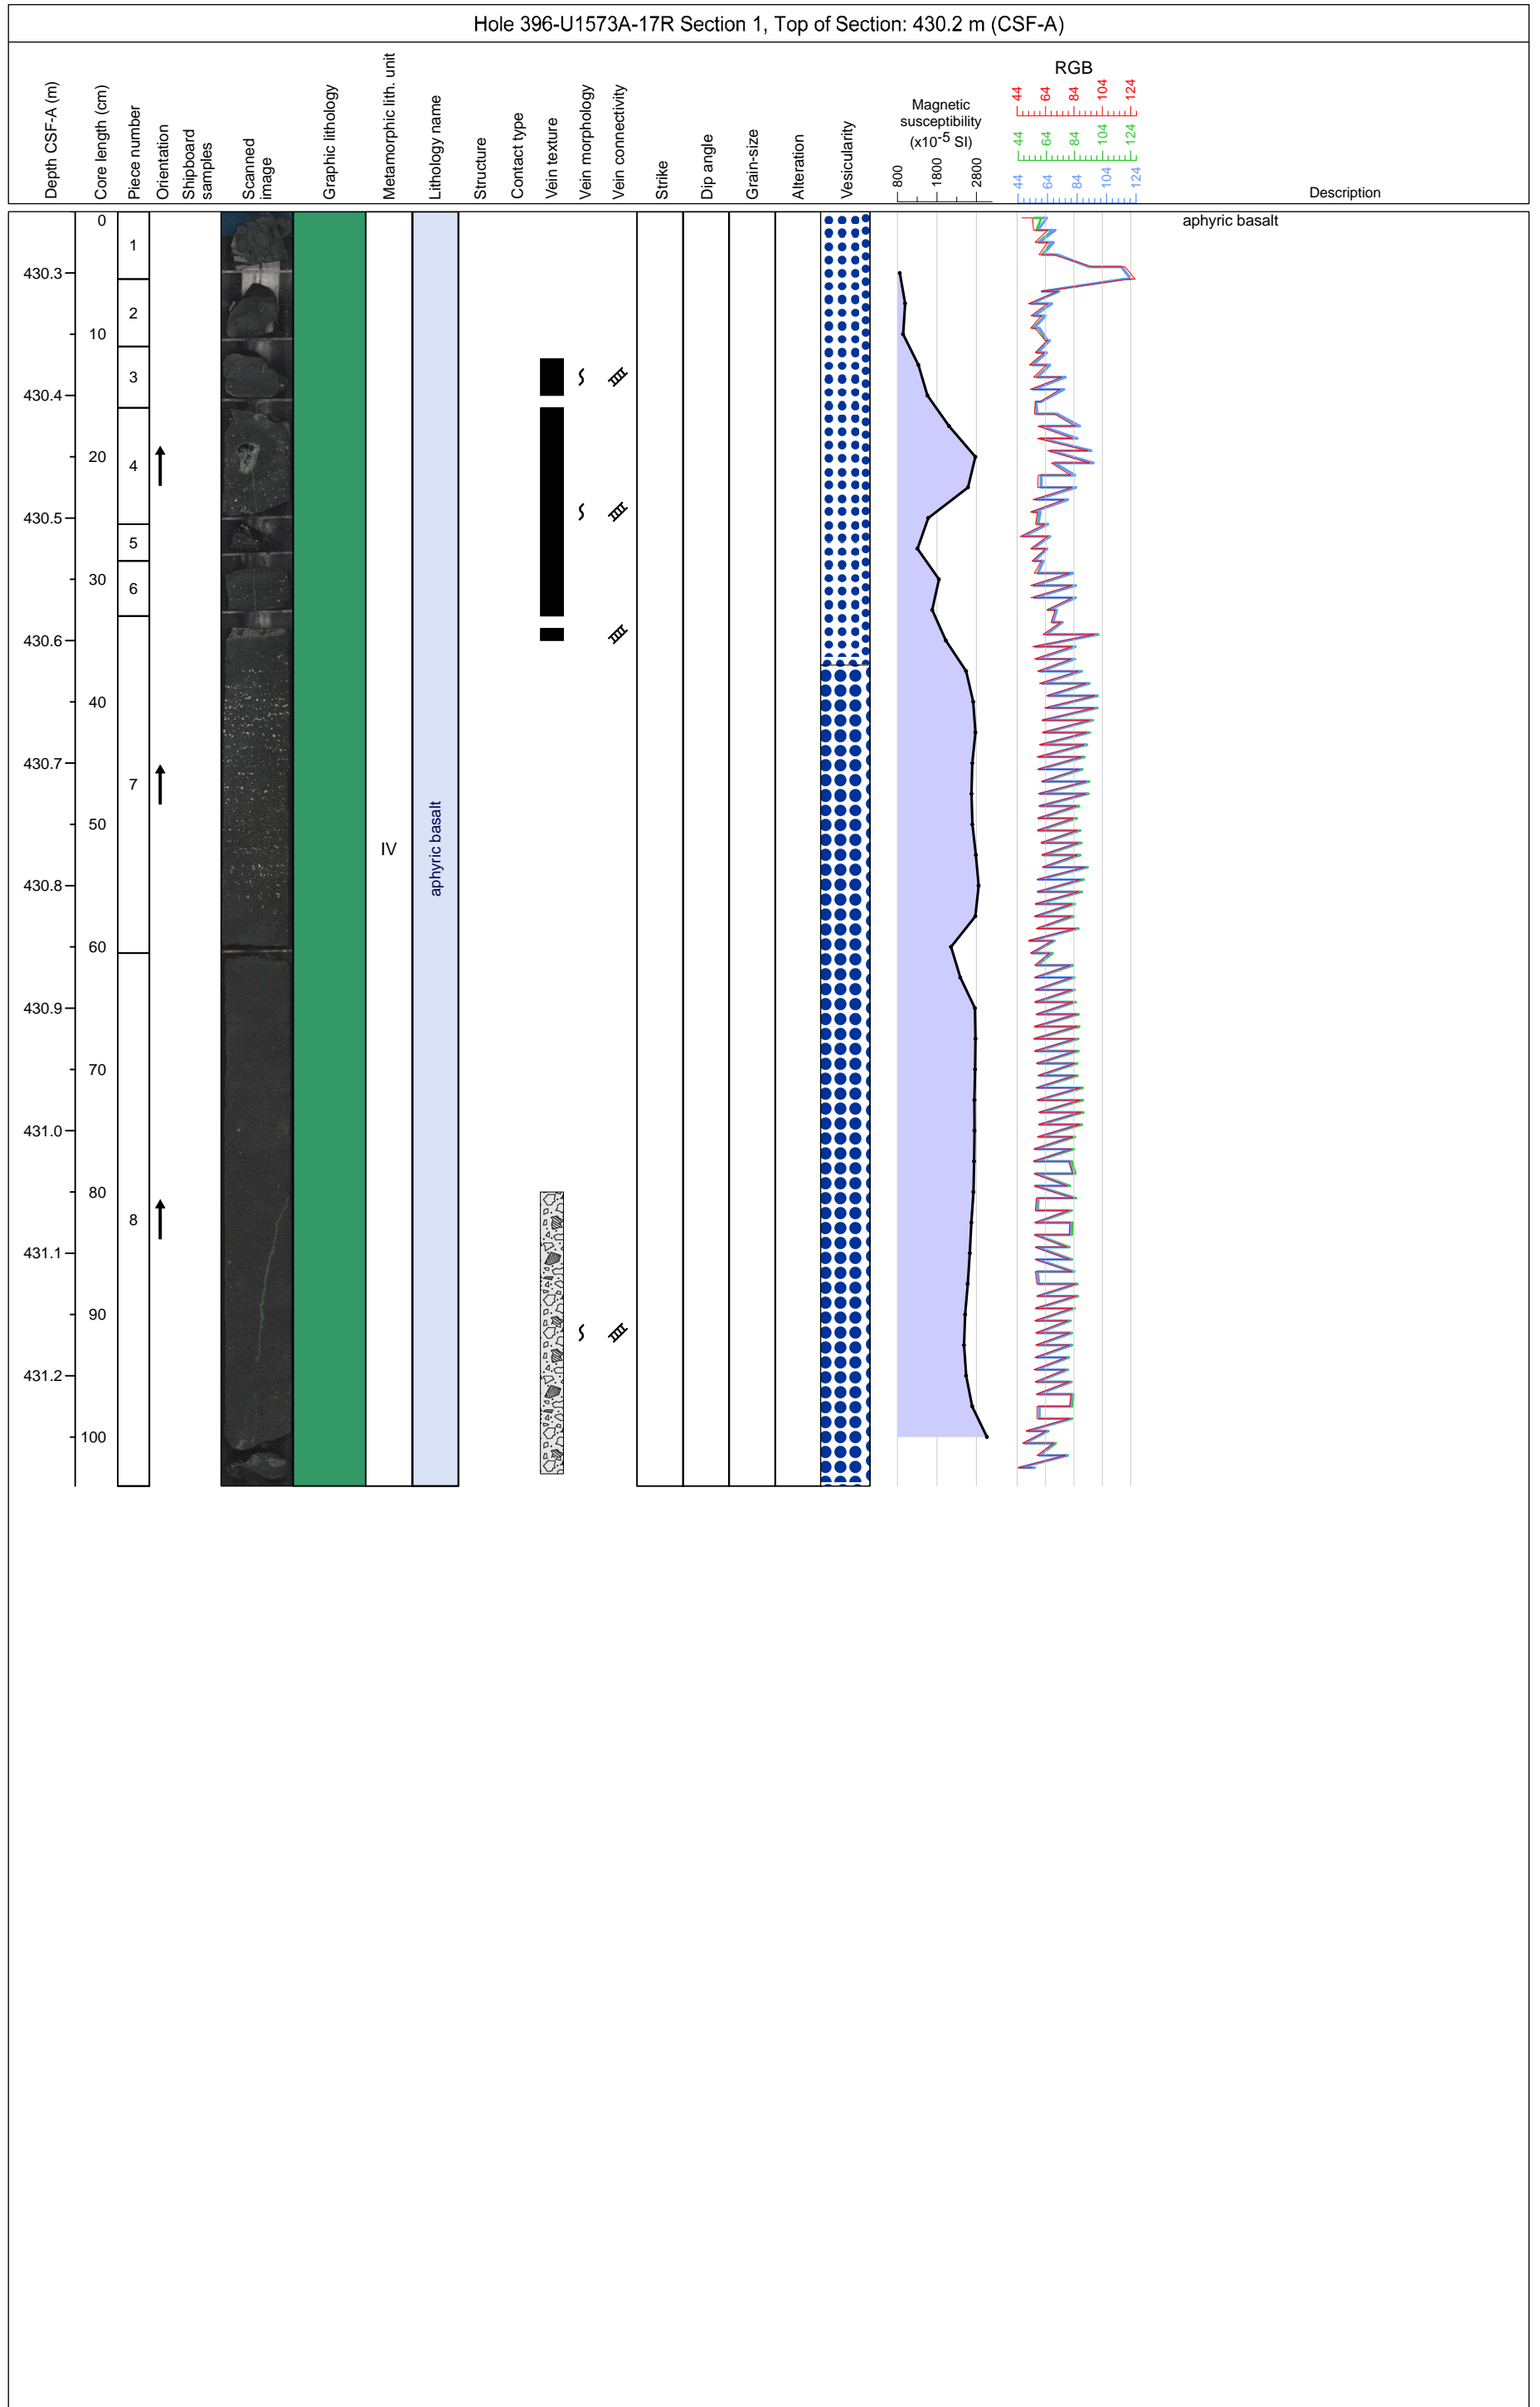 Hole 396-U1573A-17R Section 1, Top of Section: 430.2 m (CSF-A)
Depth CSF-A (m)
Core length (cm)
Piece number
Orientation
Shipboard
samples
Scanned
image
Graphic lithology
Metamorphic lith. unit
Lithology name
Structure
Contact type
Vein texture
Vein morphology
Vein connectivity
Strike
Dip angle
Grain-size
Alteration
Vesicularity
Magnetic
susceptibility
(x10-5 SI)
800 1800 2800
RGB
44 64 84 104 124
44 64 84 104 124
44 64 84 104 124
Description
430.3
430.4
430.5
430.6
430.7
430.8
430.9
431.0
431.1
431.2
0
10
20
30
40
50
60
70
80
90
100
1
2
3
4
5
6
7
8
IV
aphyric basalt
aphyric basalt